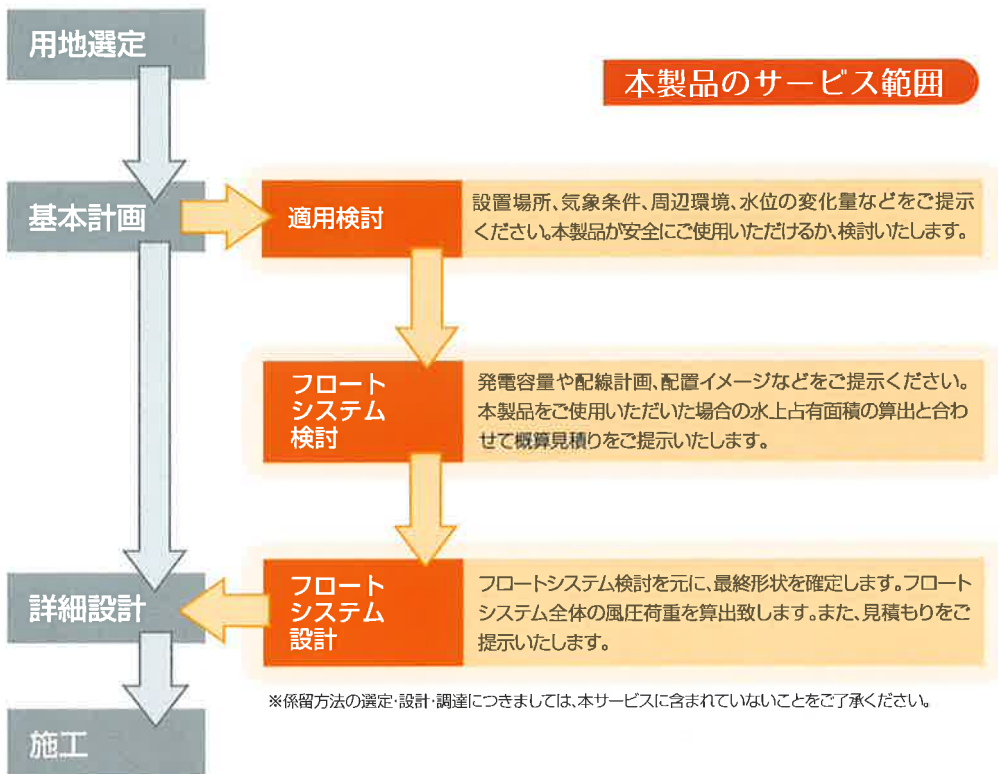 用地選定
本製品のサービス範囲
基本計画
適用検討
設置場所、気象条件、周辺環境、水位の変化量などをご提示
ください。本製品が安全にご使用いただけるか、検討いたします。
フロート
システム
検討
発電容量や配線計画、配置イメージなどをご提示ください。
本製品をご使用いただいた場合の水上占有面積の算出と合わ
せて概算見積りをご提示いたします。
詳細設計
フロート
システム
設計
フロートシステム検討を元に、最終形状を確定します。フロート
システム全体の風圧荷重を算出致します。また、見積もりをご
提示いたします。
※係留方法の選定・設計・調達につきましては、本サービスに含まれていないことをご了承ください。
施工